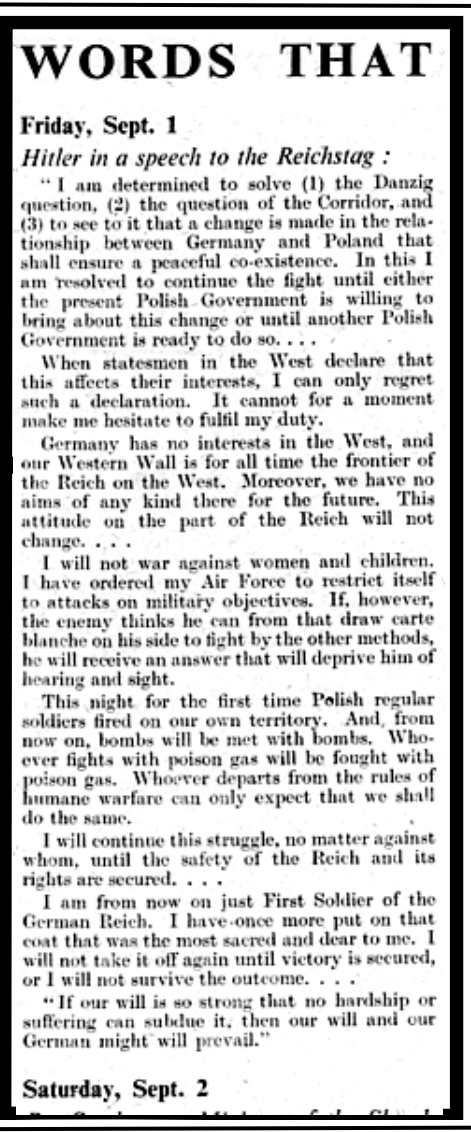 WORDS THAT
Friday, Sept. 1
Hitler in a speech to the Reichstag :
"I am determined to solve (1) the Danzig
question, (2) the question of the Corridor, and
(3) to see to it that a change is made in the rela-
tionship between Germany and Poland that
shall ensure a peaceful co-existence. In this I
am resolved to continue the fight until either
the present Polish Government is willing to
bring about this change or until another Polish
Government is ready to do so. . . .
When statesmen in the West declare that
this affects their interests, I can only regret
such a declaration. It cannot for a moment
make me hesitate to fulfil my duty.
Germany has no interests in the West, and
our Western Wall is for all time the frontier of
the Reich on the West. Moreover, we have no
aims of any kind there for the future. This
attitude on the part of the Reich will not
change. . . .
I will not war against women and children.
I have ordered my Air Force to restrict itself
to attacks on military objectives. If, however,
the enemy thinks he can from that draw carte
blanche on his side to fight by the other methods,
he will receive an answer that will deprive him of
hearing and sight.
This night for the first time Polish regular
soldiers fired on our own territory. And, from
now on, bombs will be met with bombs. Who-
ever fights with poison gas will be fought with
poison gas. Whoever departs from the rules of
humane warfare can only expect that we shall
do the same.
I will continue this struggle, no matter against
whom, until the safety of the Reich and its
rights are secured. . . .
I am from now on just First Soldier of the
German Reich. I have once more put on that
coat that was the most sacred and dear to me. I
will not take it off again until victory is secured,
or I will not survive the outcome. . . .
"If our will is so strong that no hardship or
suffering can subdue it, then our will and our
German might will prevail."
Saturday, Sept. 2